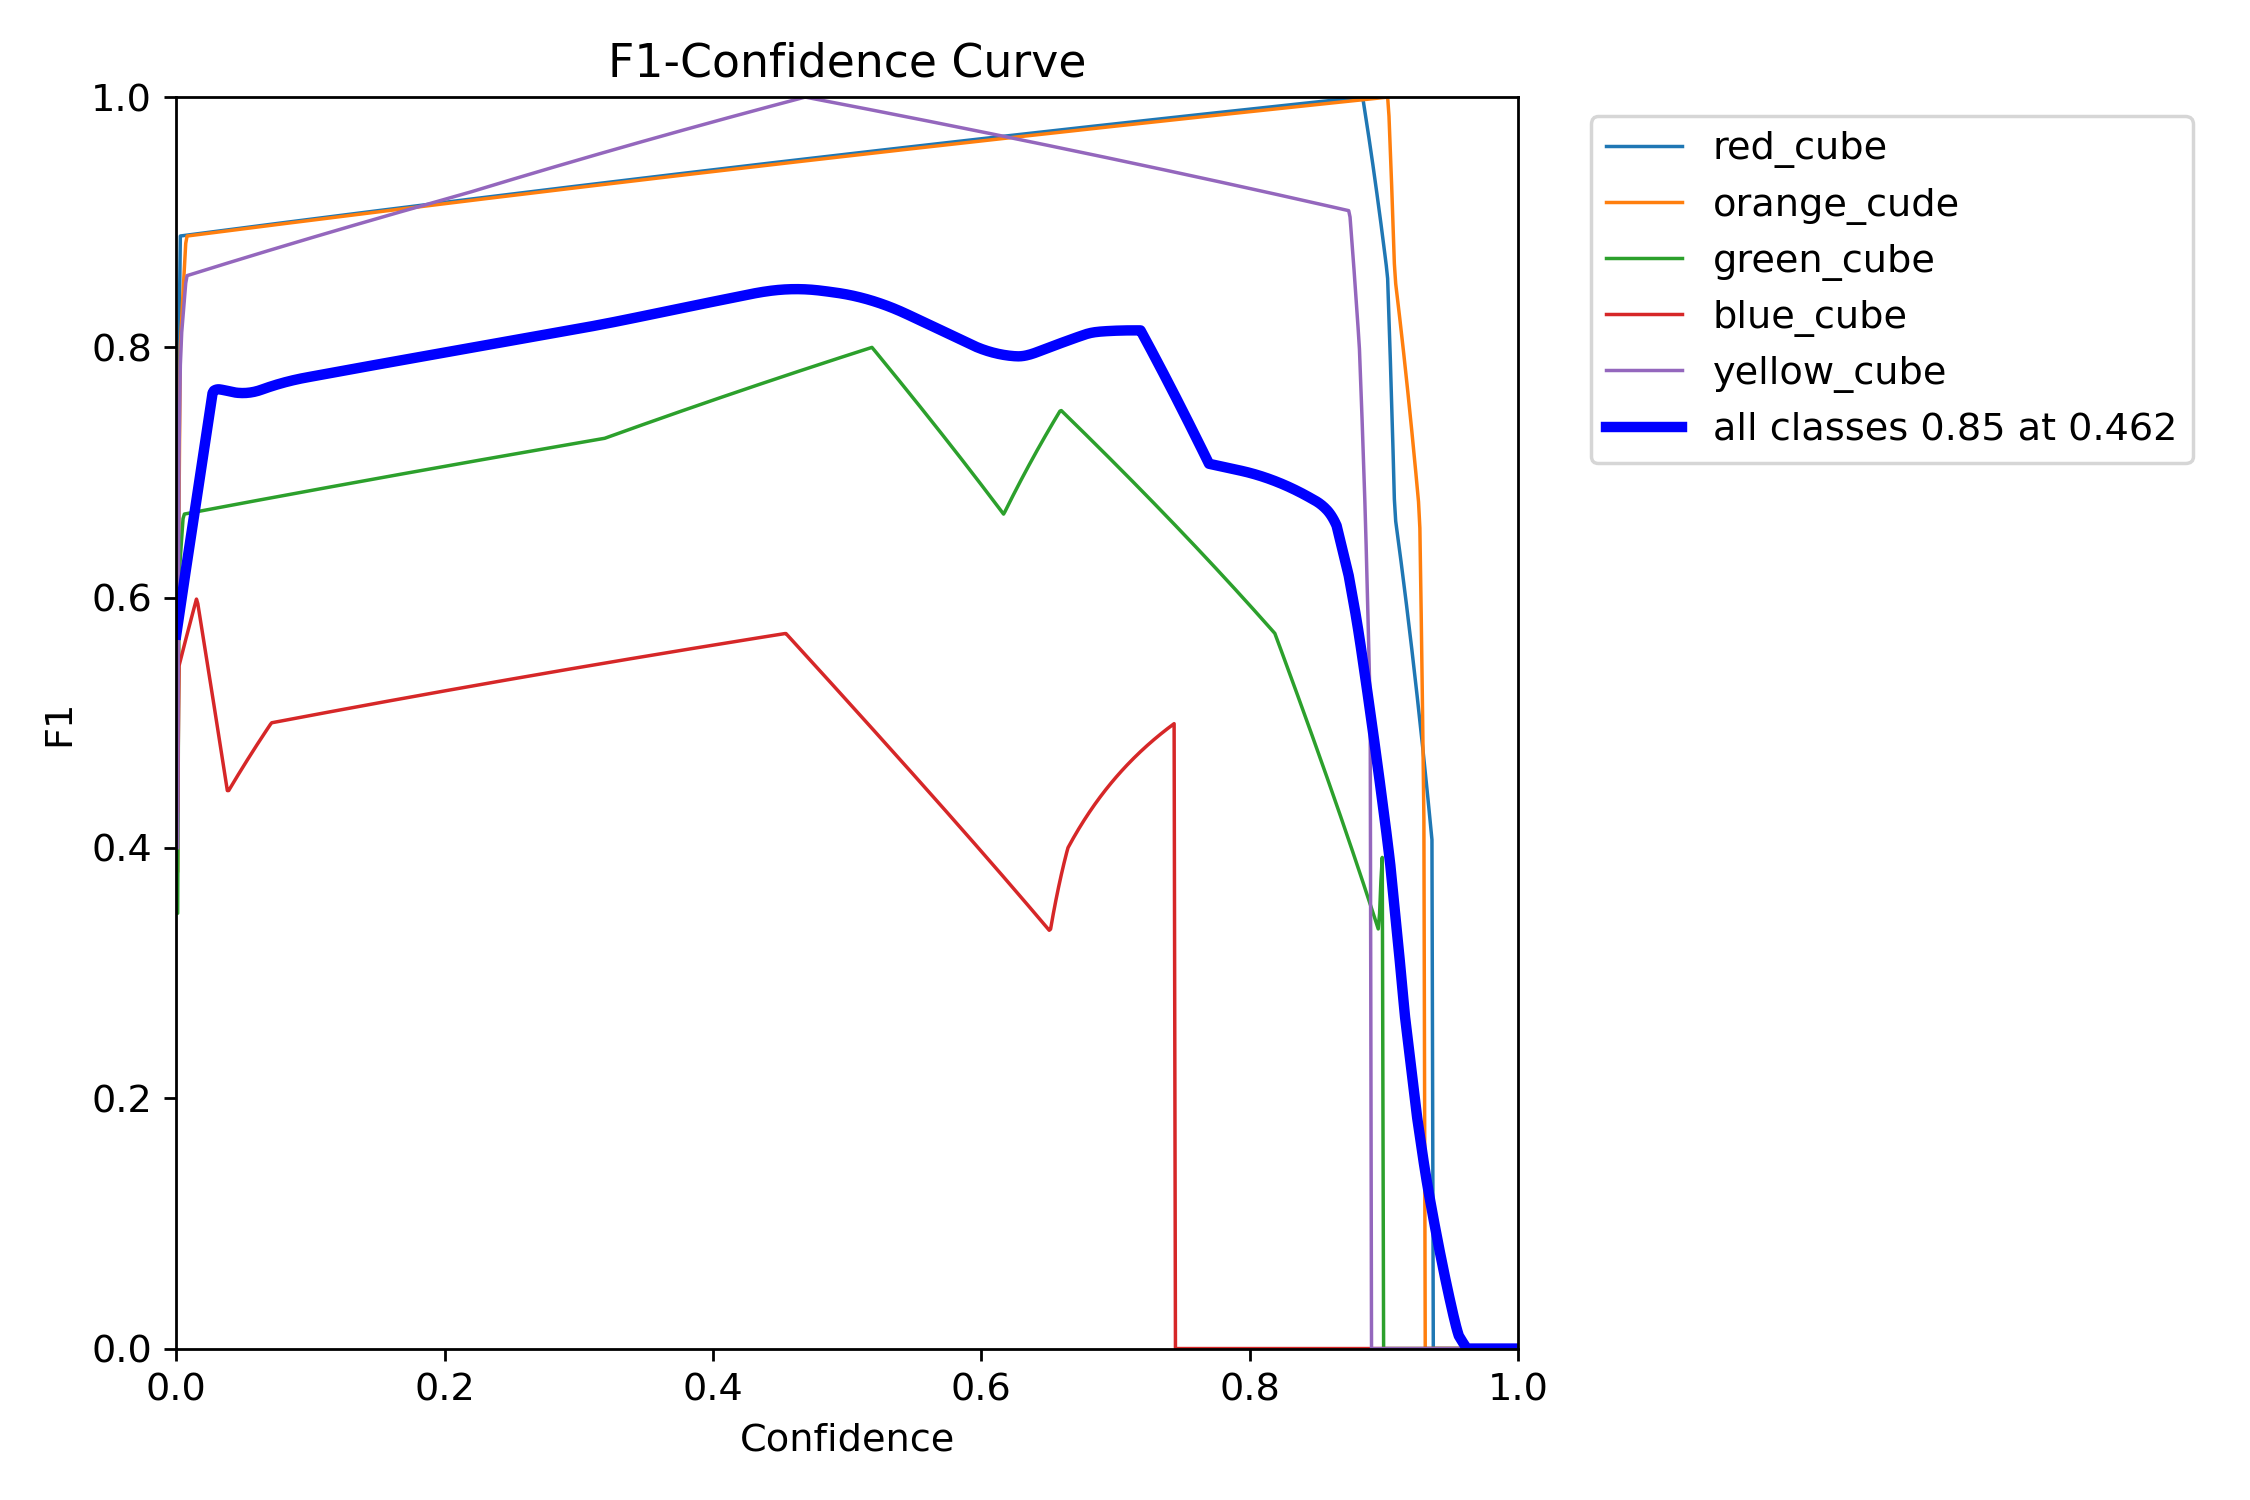 F1-Confidence Curve
1.0
0.8
0.6
0.4
0.2
0.0
F1
0.0 0.2 0.4 0.6 0.8 1.0
Confidence
red_cube
orange_cude
green_cube
blue_cube
yellow_cube
all classes 0.85 at 0.462